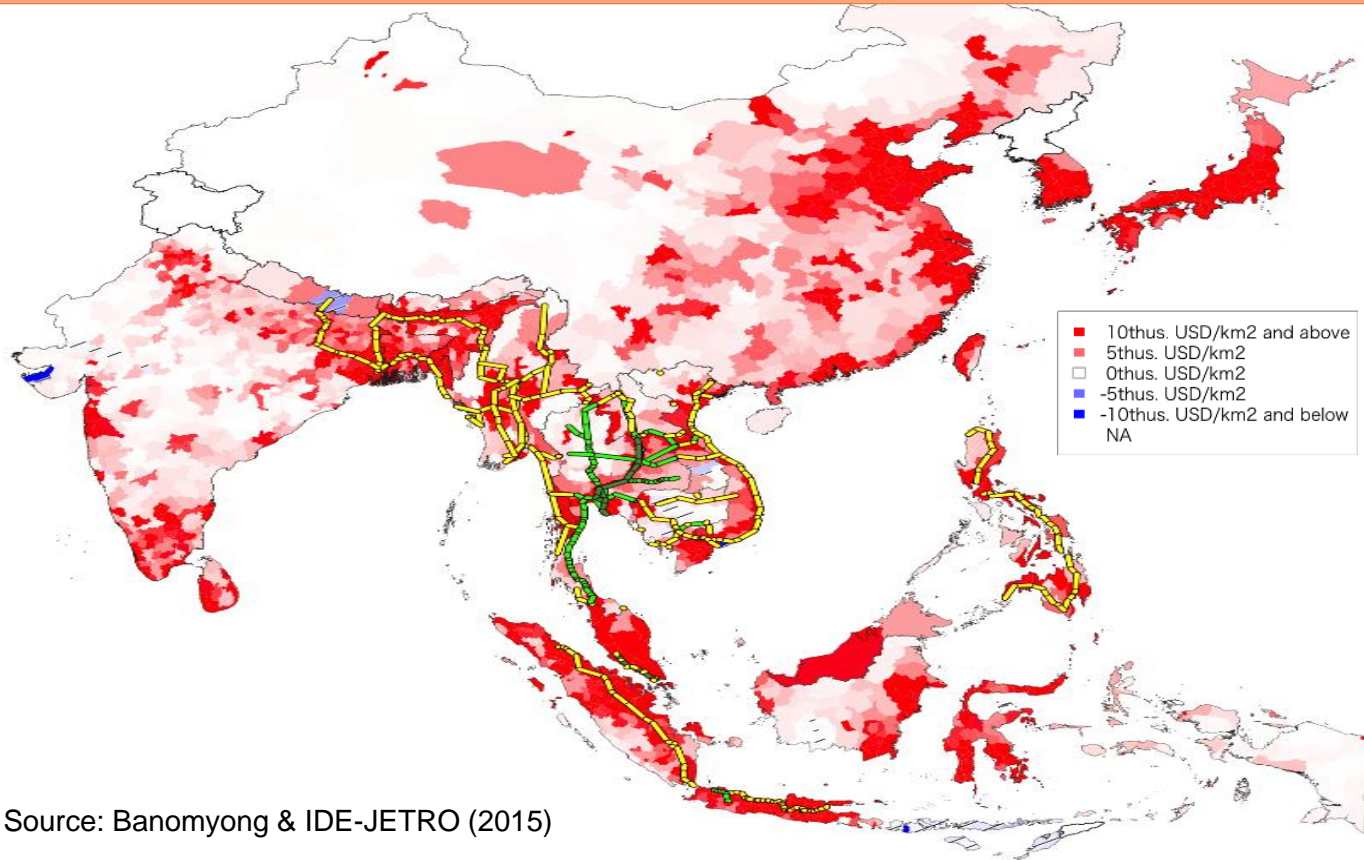 10thus. USD/km2 and above
5thus. USD/km2
0thus. USD/km2
-5thus. USD/km2
-10thus. USD/km2 and below
NA
Source: Banomyong & IDE-JETRO (2015)